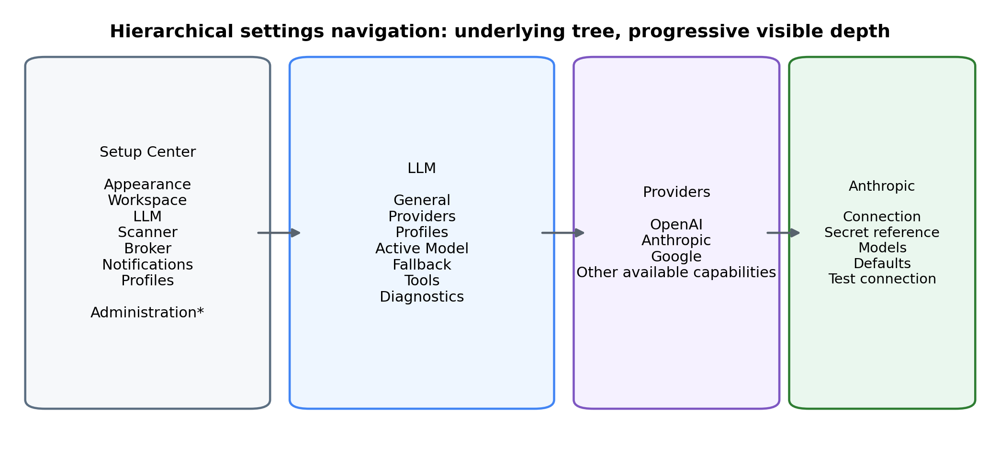 Hierarchical settings navigation: underlying tree, progressive visible depth
Setup Center
Appearance
Workspace
LLM
Scanner
Broker
Notifications
Profiles
Administration*
LLM
General
Providers
Profiles
Active Model
Fallback
Tools
Diagnostics
Providers
OpenAI
Anthropic
Google
Other available capabilities
Anthropic
Connection
Secret reference
Models
Defaults
Test connection